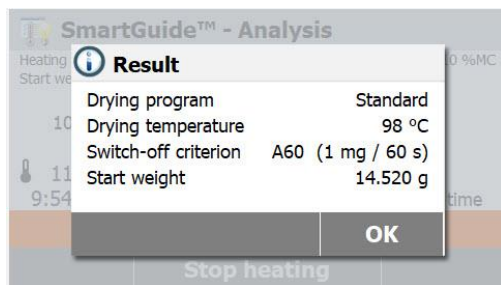 SmartGuide™ - Analysis
Heating
0 %MC
Start we
Result
Drying program Standard
Drying temperature 98 °C
Switch-off criterion A60 (1 mg / 60 s)
Start weight 14.520 g
10
11
9:54
time
OK
Stop heating